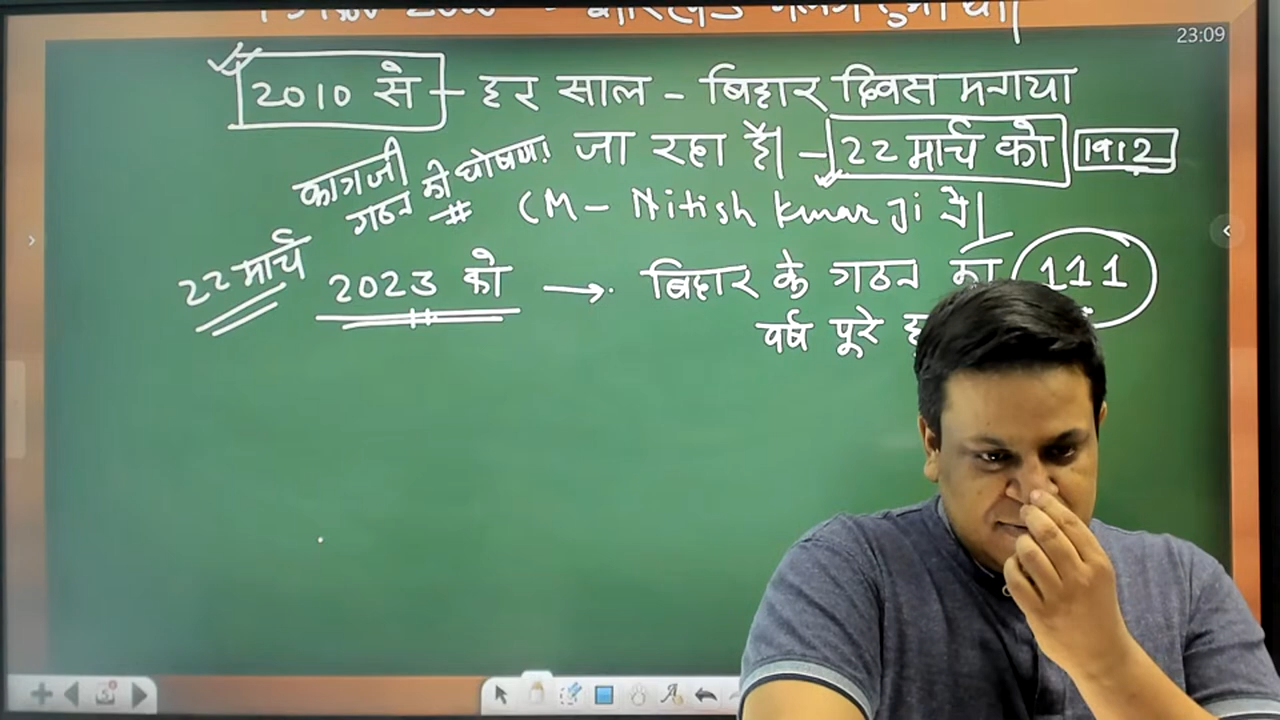 23:09
2010 से - हर साल - बिहार दिवस मनाया
जा रहा है। - 22 मार्च को 1912
कागजी
गठन की घोषणा
CM - Nitish Kumar Ji ने।
22 मार्च 2023 को → बिहार के गठन का 111
वर्ष पूरे